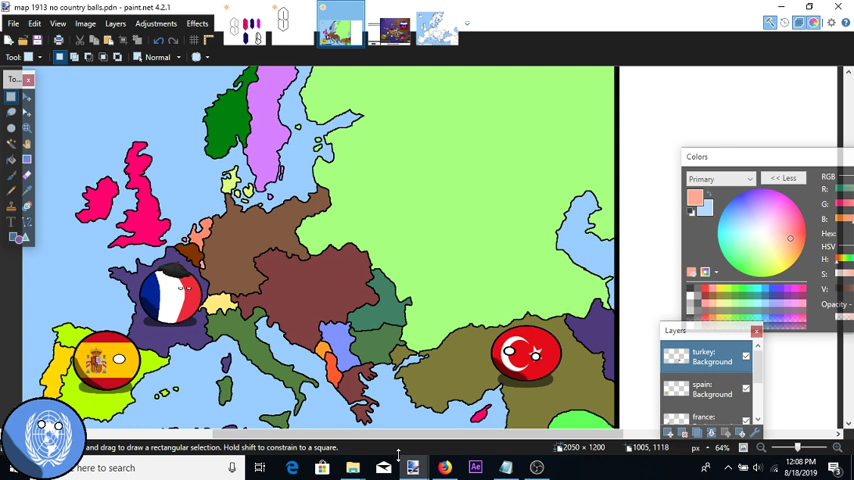 map 1913 no country balls.pdn - paint.net 4.2.1
File Edit View Image Layers Adjustments Effects
Tool: Normal
To...
Colors
Primary << Less
RGB
R:
G:
B:
Hex:
HSV
H:
S:
V:
Opacity -
Layers
turkey:
Background
spain:
Background
france:
Background
and drag to draw a rectangular selection. Hold shift to constrain to a square.
2050 × 1200 1005, 1118 px 64%
here to search
Ae
12:08 PM
8/18/2019